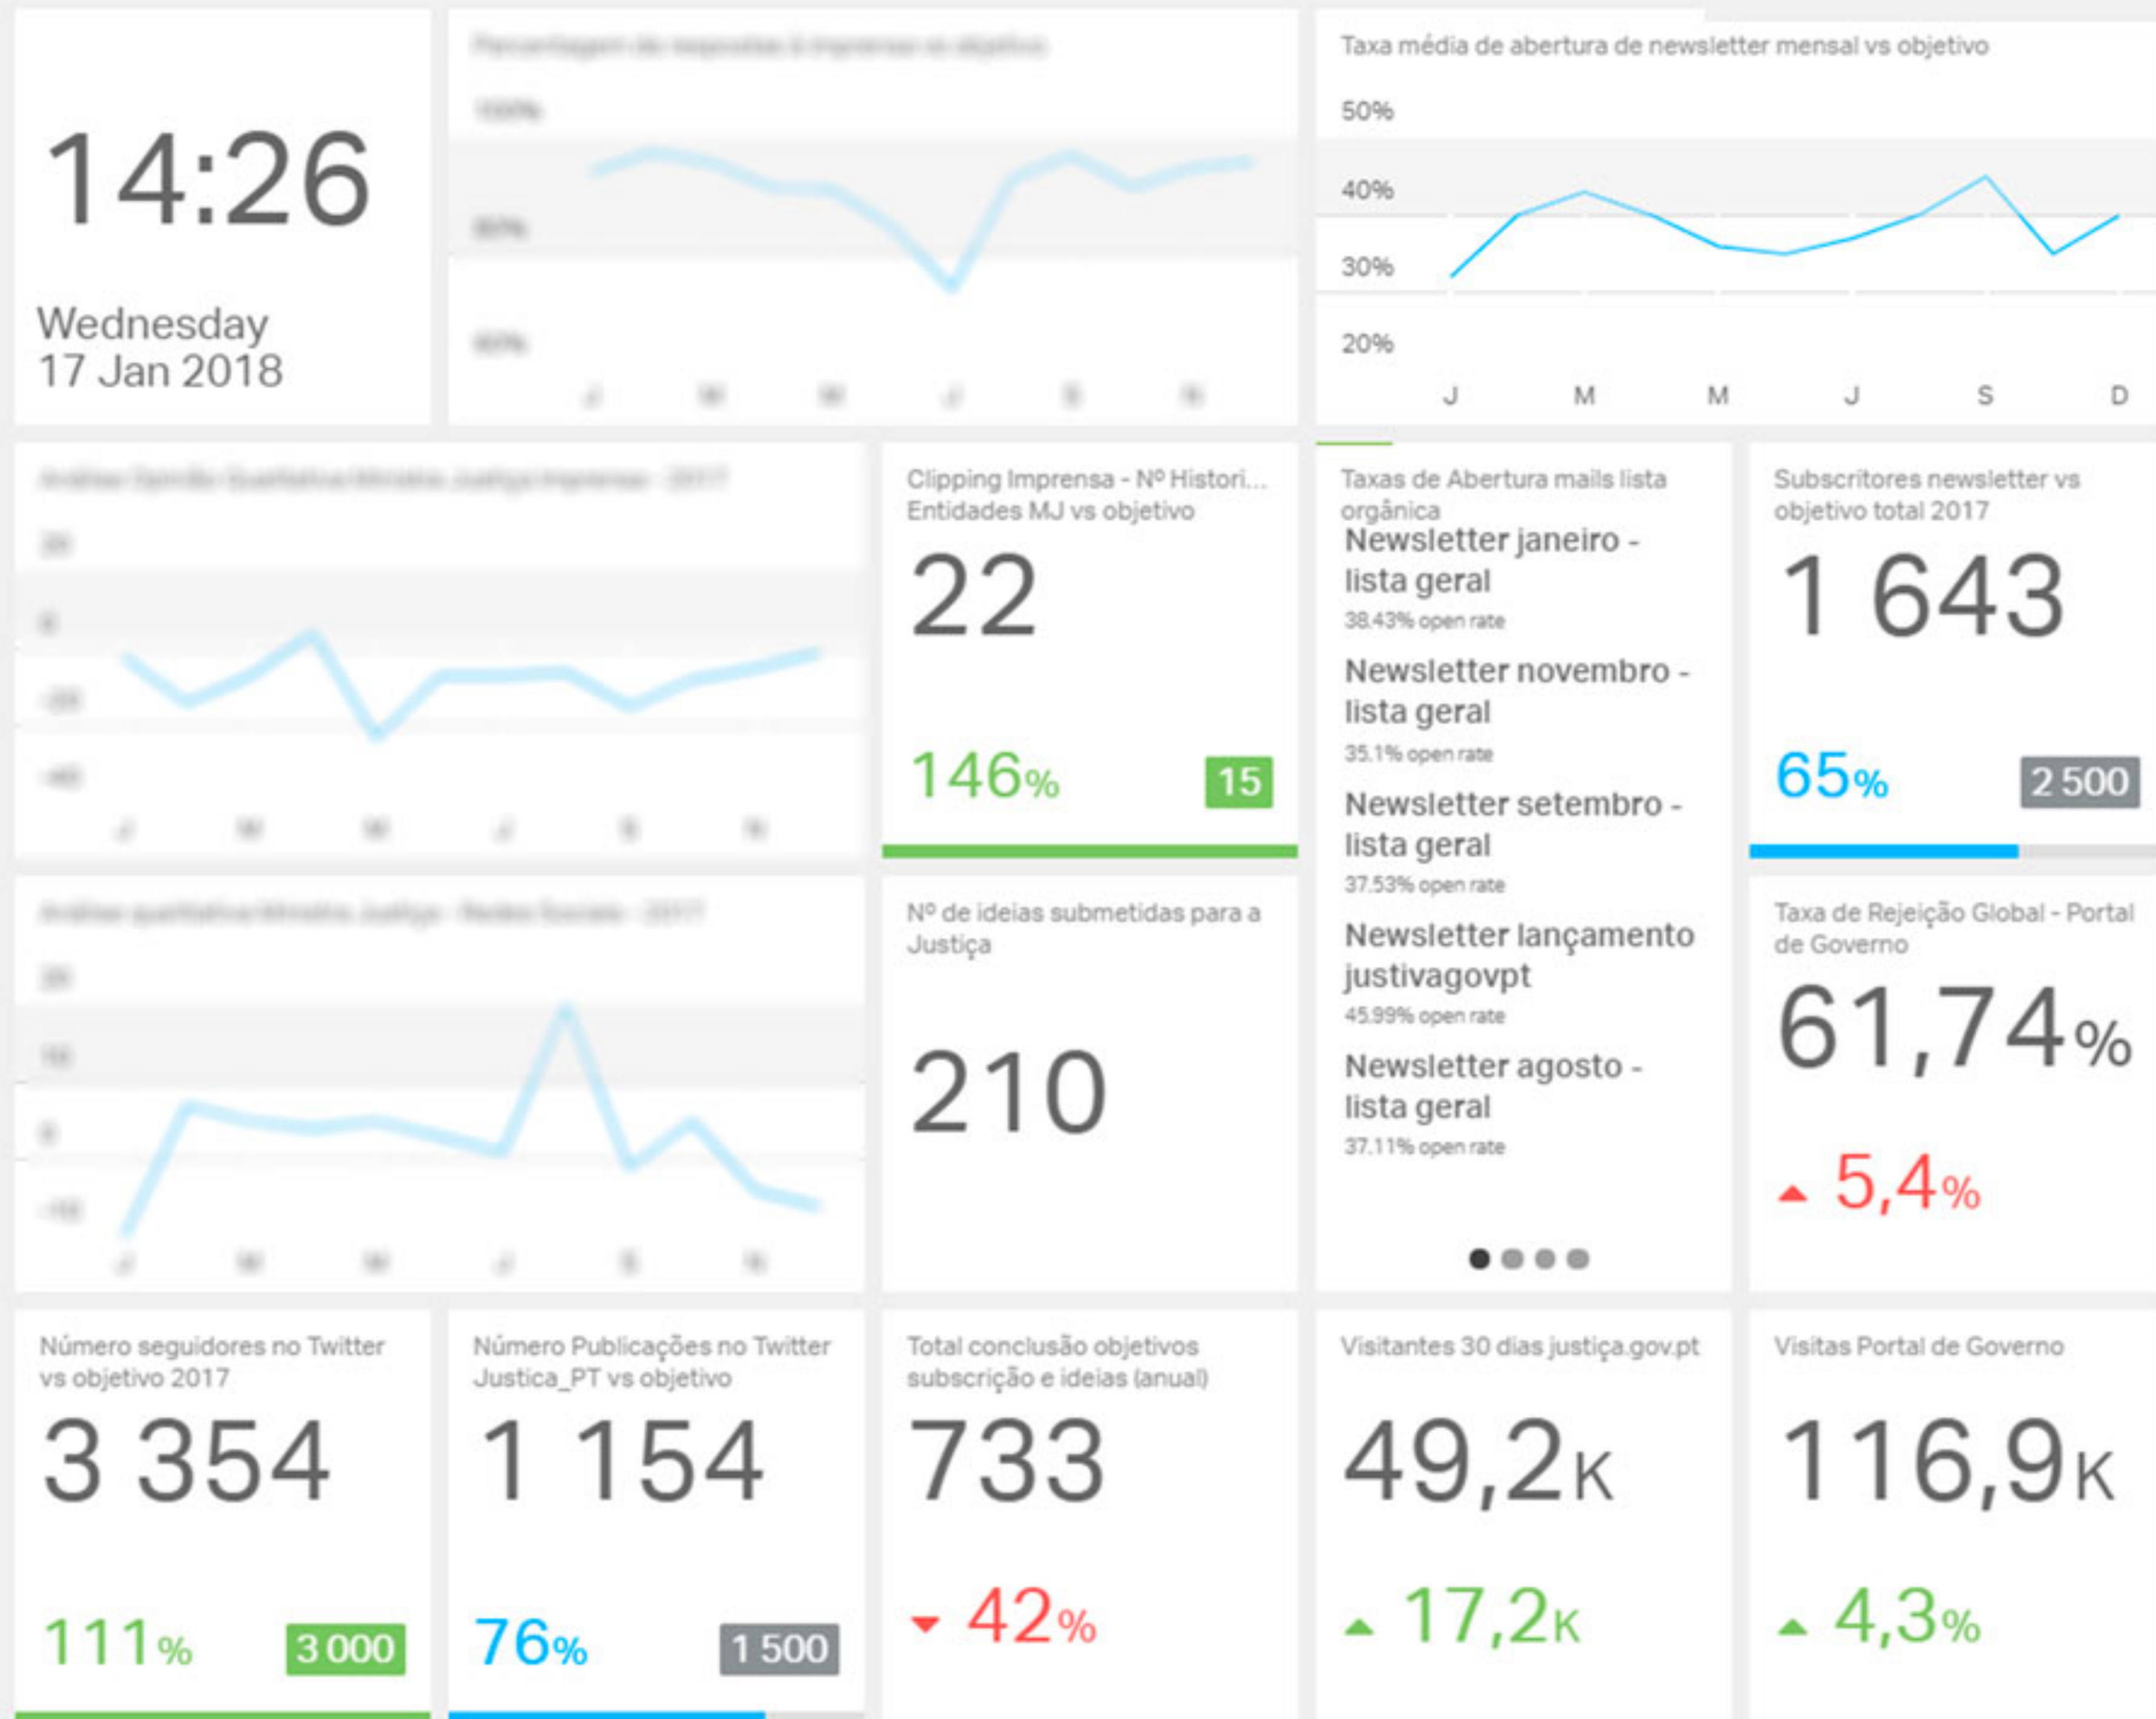 14:26
Wednesday
17 Jan 2018
Taxa média de abertura de newsletter mensal vs objetivo
50%
40%
30%
20%
J M M J S D
Clipping Imprensa - Nº Histori...
Entidades MJ vs objetivo
22
146%
15
Taxas de Abertura mails lista
orgânica
Newsletter janeiro -
lista geral
38.43% open rate
Newsletter novembro -
lista geral
35.1% open rate
Newsletter setembro -
lista geral
37.53% open rate
Newsletter lançamento
justivagovpt
45.99% open rate
Newsletter agosto -
lista geral
37.11% open rate
Subscritores newsletter vs
objetivo total 2017
1 643
65%
2 500
Nº de ideias submetidas para a
Justiça
210
Taxa de Rejeição Global - Portal
de Governo
61,74%
5,4%
Número seguidores no Twitter
vs objetivo 2017
3 354
111%
3 000
Número Publicações no Twitter
Justica_PT vs objetivo
1 154
76%
1 500
Total conclusão objetivos
subscrição e ideias (anual)
733
42%
Visitantes 30 dias justiça.gov.pt
49,2K
17,2K
Visitas Portal de Governo
116,9K
4,3%